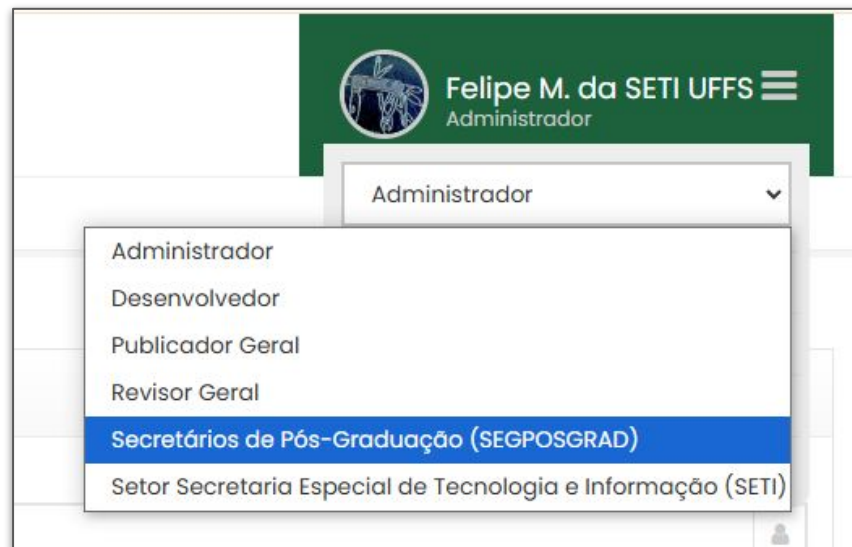 Felipe M. da SETI UFFS
Administrador
Administrador
Administrador
Desenvolvedor
Publicador Geral
Revisor Geral
Secretários de Pós-Graduação (SEGPOSGRAD)
Setor Secretaria Especial de Tecnologia e Informação (SETI)